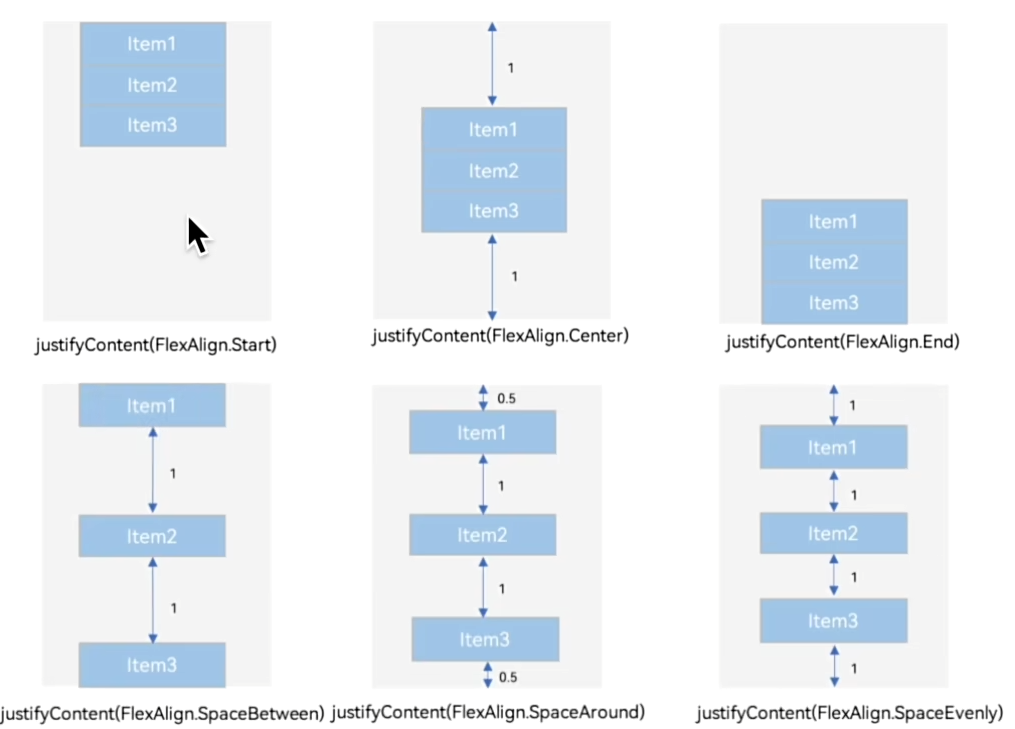 Item1
Item2
Item3
justifyContent(FlexAlign.Start)
1
Item1
Item2
Item3
1
justifyContent(FlexAlign.Center)
Item1
Item2
Item3
justifyContent(FlexAlign.End)
Item1
1
Item2
1
Item3
justifyContent(FlexAlign.SpaceBetween)
0.5
Item1
1
Item2
1
Item3
0.5
justifyContent(FlexAlign.SpaceAround)
1
Item1
1
Item2
1
Item3
1
justifyContent(FlexAlign.SpaceEvenly)